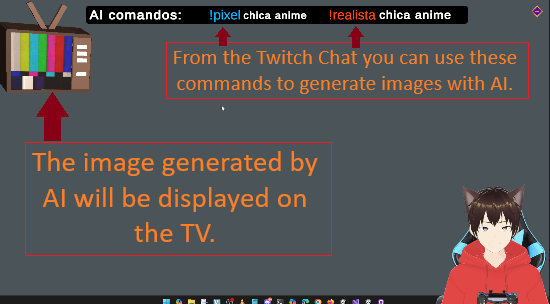 AI comandos: !pixel chica anime !realista chica anime
From the Twitch Chat you can use these
commands to generate images with AI.
The image generated by
AI will be displayed on
the TV.